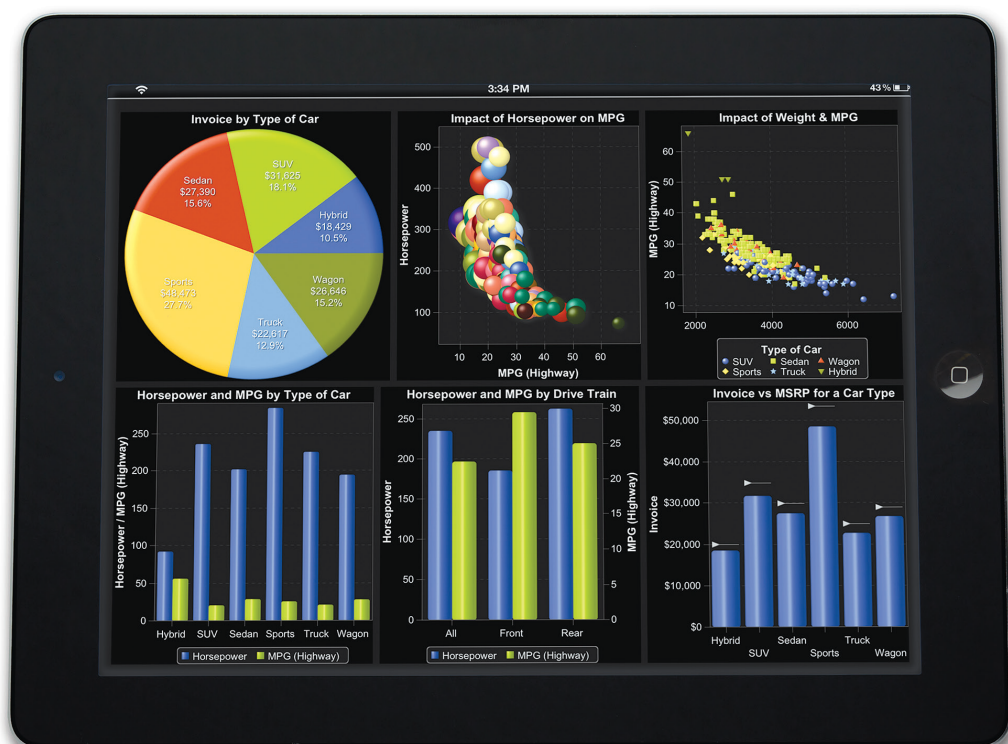 3:34 PM
43%
Invoice by Type of Car
SUV
$31,625
18.1%
Sedan
$27,390
15.6%
Hybrid
$18,429
10.5%
Wagon
$26,646
15.2%
Sports
$48,473
27.7%
Truck
$22,617
12.9%
Impact of Horsepower on MPG
Horsepower
500
400
300
200
100
10 20 30 40 50 60
MPG (Highway)
Impact of Weight & MPG
MPG (Highway)
60
50
40
30
20
10
2000 4000 6000
Type of Car
SUV Sedan Wagon
Sports Truck Hybrid
Horsepower and MPG by Type of Car
Horsepower / MPG (Highway)
250
200
150
100
50
0
Hybrid SUV Sedan Sports Truck Wagon
Horsepower MPG (Highway)
Horsepower and MPG by Drive Train
Horsepower
250
200
150
100
50
0
30
25
20
15
10
5
0
MPG (Highway)
All Front Rear
Horsepower MPG (Highway)
Invoice vs MSRP for a Car Type
Invoice
$50,000
$40,000
$30,000
$20,000
$10,000
$0
Hybrid Sedan Truck
SUV Sports Wagon